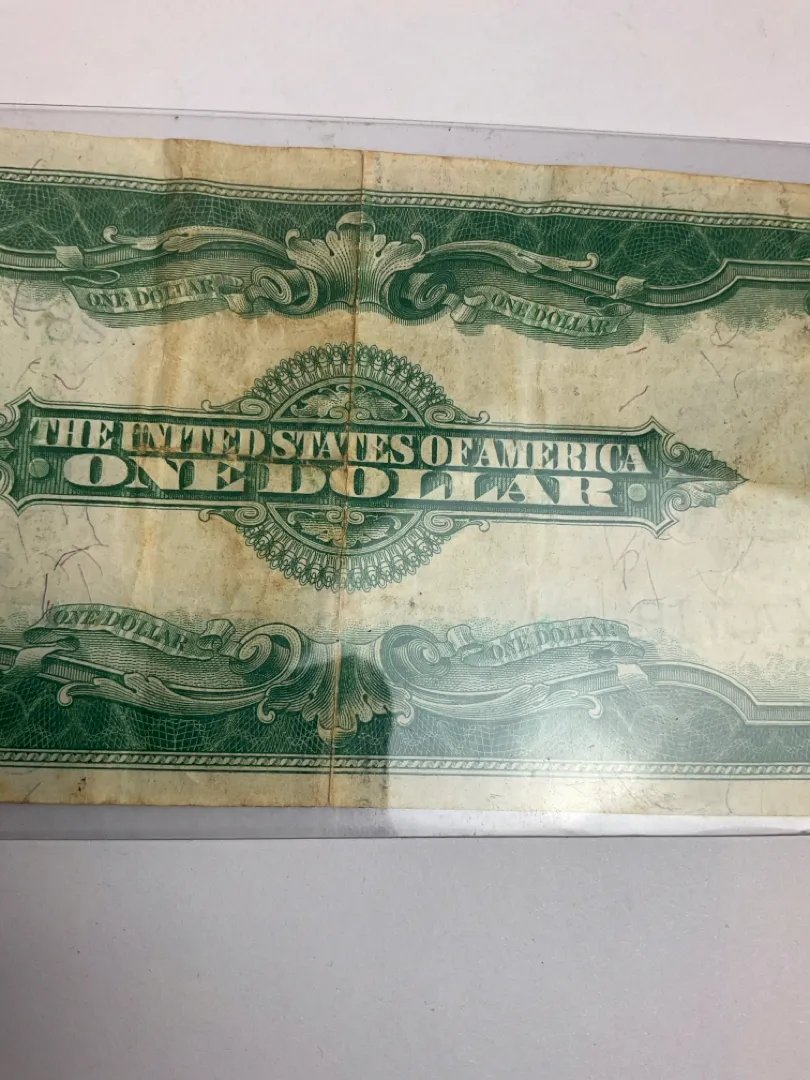 ONE DOLLAR ONE DOLLAR
THE UNITED STATES OF AMERICA
ONE DOLLAR
ONE DOLLAR ONE DOLLAR